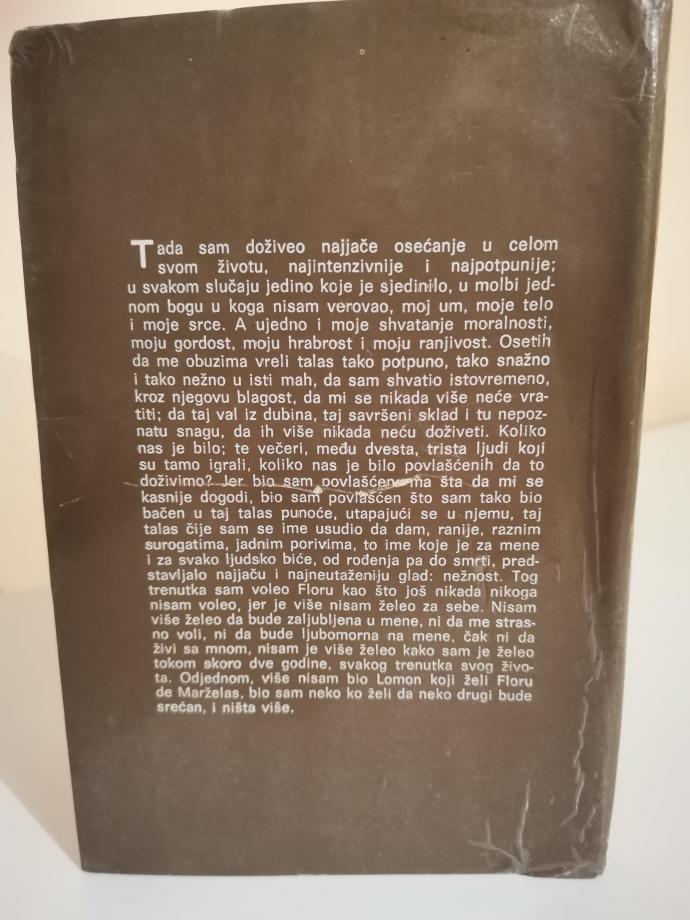 Tada sam doživeo najjače osećanje u celom
svom životu, najintenzivnije i najpotpunije;
u svakom slučaju jedino koje je sjedinilo, u molbi jed-
nom bogu u koga nisam verovao, moj um, moje telo
i moje srce. A ujedno i moje shvatanje moralnosti,
moju gordost, moju hrabrost i moju ranjivost. Osetih
da me obuzima vreli talas tako potpuno, tako snažno
i tako nežno u isti mah, da sam shvatio istovremeno,
kroz njegovu blagost, da mi se nikada više neće vra-
titi; da taj val iz dubina, taj savršeni sklad i tu nepoz-
natu snagu, da ih više nikada neću doživeti. Koliko
nas je bilo; te večeri, među dvesta, trista ljudi koji
su tamo igrali, koliko nas je bilo povlašćenih da to
doživimo? Jer bio sam povlašćen, ma šta da mi se
kasnije dogodi, bio sam povlašćen što sam tako bio
bačen u taj talas punoće, utapajući se u njemu, taj
talas čije sam se ime usudio da dam, ranije, raznim
surogatima, jadnim porivima, to ime koje je za mene
i za svako ljudsko biće, od rođenja pa do smrti, pred-
stavljalo najjaču i najneutaženiju glad: nežnost. Tog
trenutka sam voleo Floru kao što još nikada nikoga
nisam voleo, jer je više nisam želeo za sebe. Nisam
više želeo da bude zaljubljena u mene, ni da me stras-
no voli, ni da bude ljubomorna na mene, čak ni da
živi sa mnom, nisam je više želeo kako sam je želeo
tokom skoro dve godine, svakog trenutka svog živo-
ta. Odjednom, više nisam bio Lomon koji želi Floru
de Marželas, bio sam neko ko želi da neko drugi bude
srećan, i ništa više.